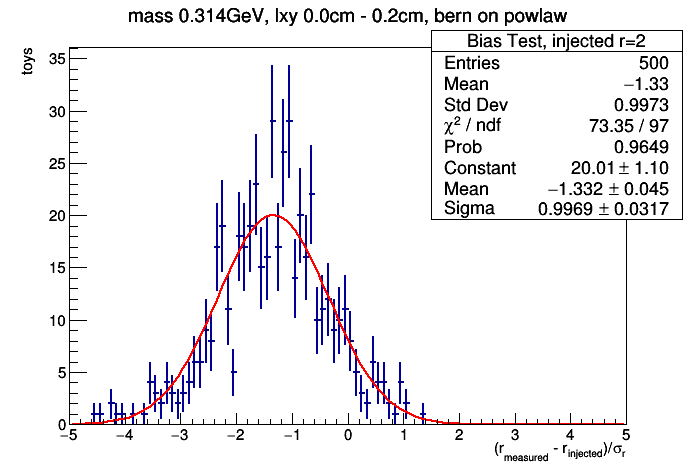 mass 0.314GeV, lxy 0.0cm - 0.2cm, bern on powlaw
toys
Bias Test, injected r=2
Entries 500
Mean −1.33
Std Dev 0.9973
χ² / ndf 73.35 / 97
Prob 0.9649
Constant 20.01 ± 1.10
Mean −1.332 ± 0.045
Sigma 0.9969 ± 0.0317
35
30
25
20
15
10
5
0
−5 −4 −3 −2 −1 0 1 2 3 4 5
(r_measured - r_injected)/σ_r